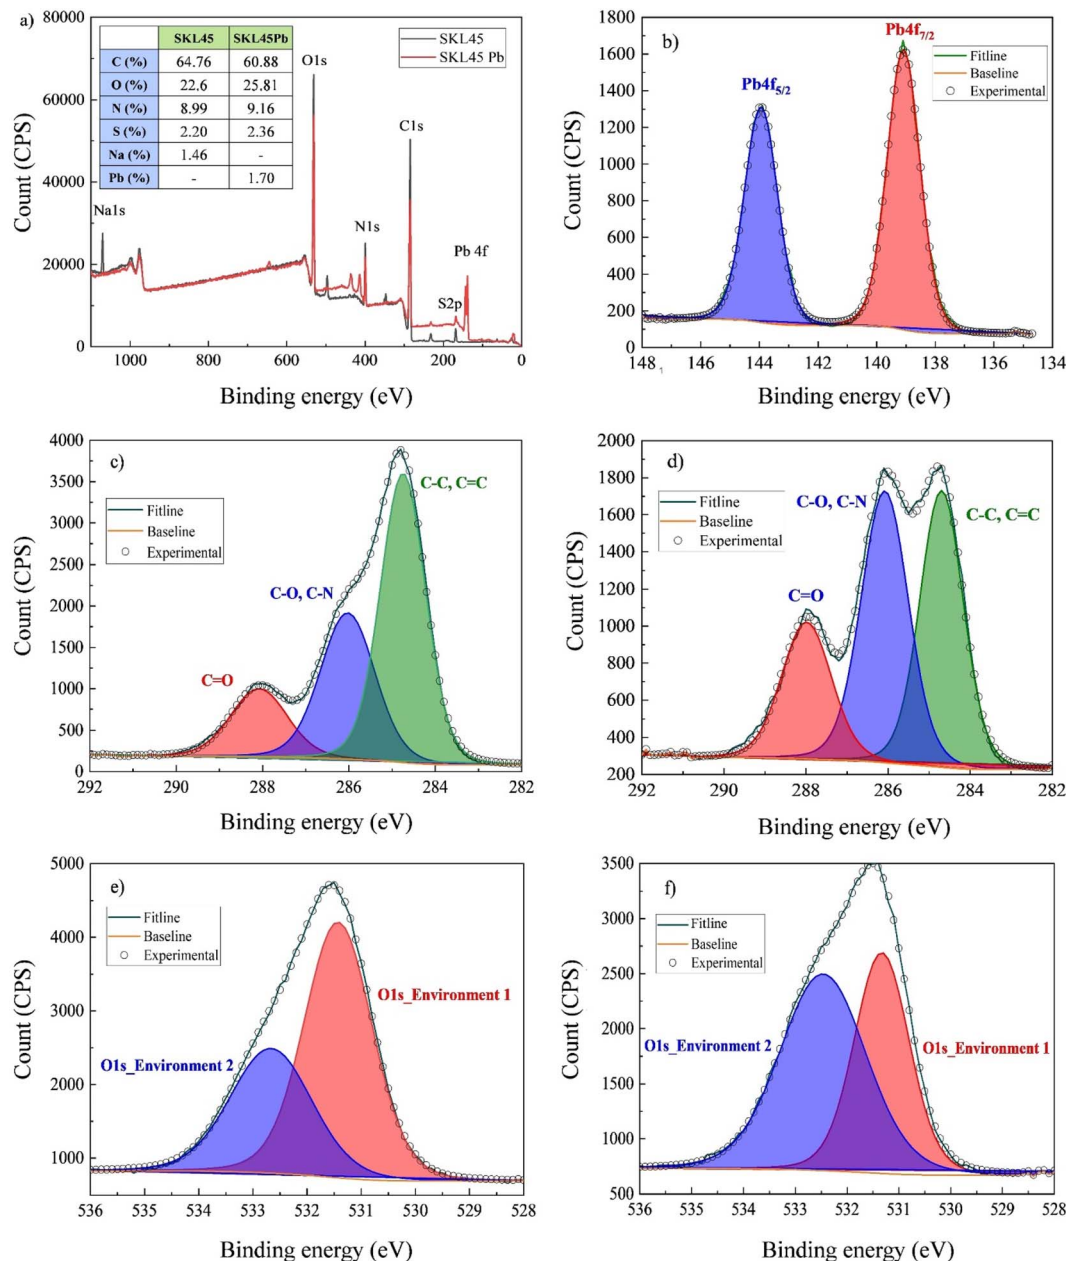 a)
80000
60000
40000
20000
0
Count (CPS)
SKL45 SKL45Pb
C (%) 64.76 60.88
O (%) 22.6 25.81
N (%) 8.99 9.16
S (%) 2.20 2.36
Na (%) 1.46 -
Pb (%) - 1.70
SKL45
SKL45 Pb
O1s
C1s
Na1s
N1s
Pb 4f
S2p
1000 800 600 400 200 0
Binding energy (eV)
b)
1800
1600
1400
1200
1000
800
600
400
200
0
Count (CPS)
Pb4f7/2
Pb4f5/2
Fitline
Baseline
Experimental
148 144 142 140 138 136 134
Binding energy (eV)
c)
4000
3500
3000
2500
2000
1500
1000
500
0
Count (CPS)
Fitline
Baseline
Experimental
C-C, C=C
C-O, C-N
C=O
292 290 288 286 284 282
Binding energy (eV)
d)
2000
1800
1600
1400
1200
1000
800
600
400
200
Count (CPS)
Fitline
Baseline
Experimental
C-O, C-N
C-C, C=C
C=O
292 290 288 286 284 282
Binding energy (eV)
e)
5000
4000
3000
2000
1000
Count (CPS)
Fitline
Baseline
Experimental
O1s_Environment 1
O1s_Environment 2
536 535 534 533 532 531 530 529 528
Binding energy (eV)
f)
3500
3000
2500
2000
1500
1000
500
Count (CPS)
Fitline
Baseline
Experimental
O1s_Environment 2
O1s_Environment 1
536 535 534 533 532 531 530 529 528
Binding energy (eV)